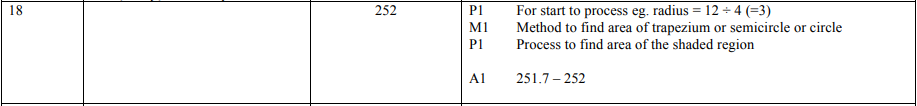 18 252 P1 For start to process eg. radius = 12 ÷ 4 (=3)
M1 Method to find area of trapezium or semicircle or circle
P1 Process to find area of the shaded region
A1 251.7 – 252